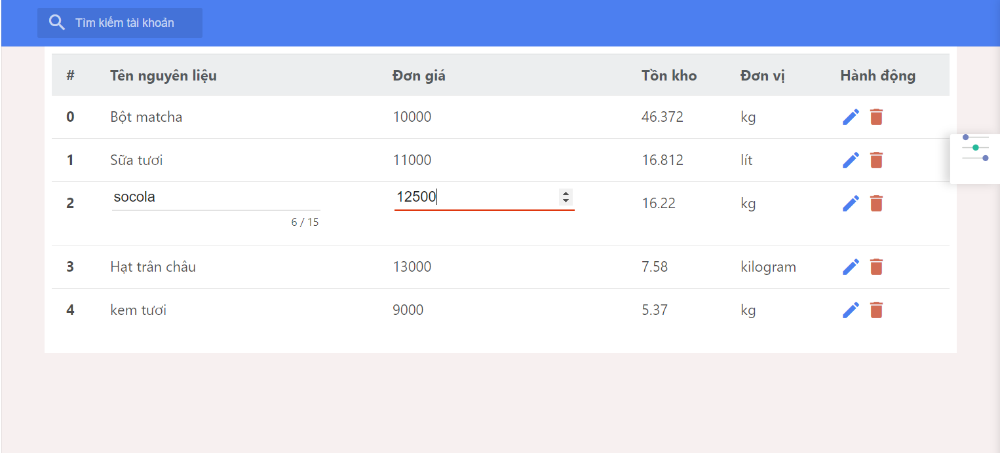 Tìm kiếm tài khoản
# Tên nguyên liệu Đơn giá Tồn kho Đơn vị Hành động
0 Bột matcha 10000 46.372 kg
1 Sữa tươi 11000 16.812 lít
2 socola 12500 16.22 kg
6 / 15
3 Hạt trân châu 13000 7.58 kilogram
4 kem tươi 9000 5.37 kg